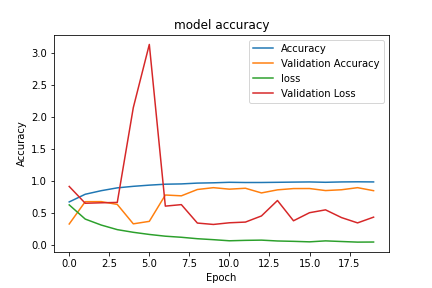 model accuracy
Accuracy
Validation Accuracy
loss
Validation Loss
3.0
2.5
2.0
1.5
1.0
0.5
0.0
Accuracy
0.0 2.5 5.0 7.5 10.0 12.5 15.0 17.5
Epoch